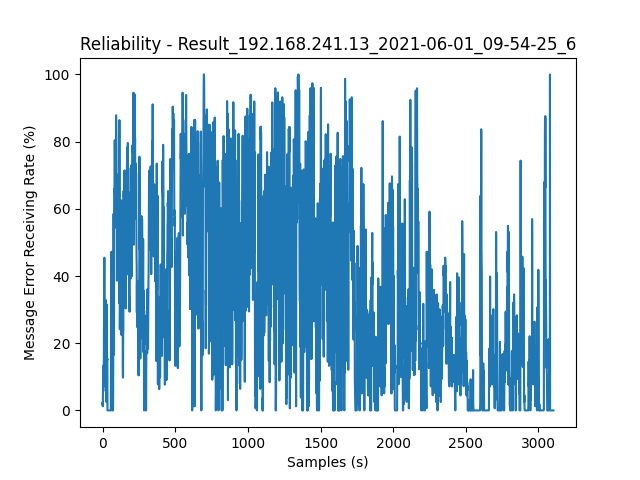 Reliability - Result_192.168.241.13_2021-06-01_09-54-25_6
Message Error Receiving Rate (%)
100
80
60
40
20
0
0 500 1000 1500 2000 2500 3000
Samples (s)